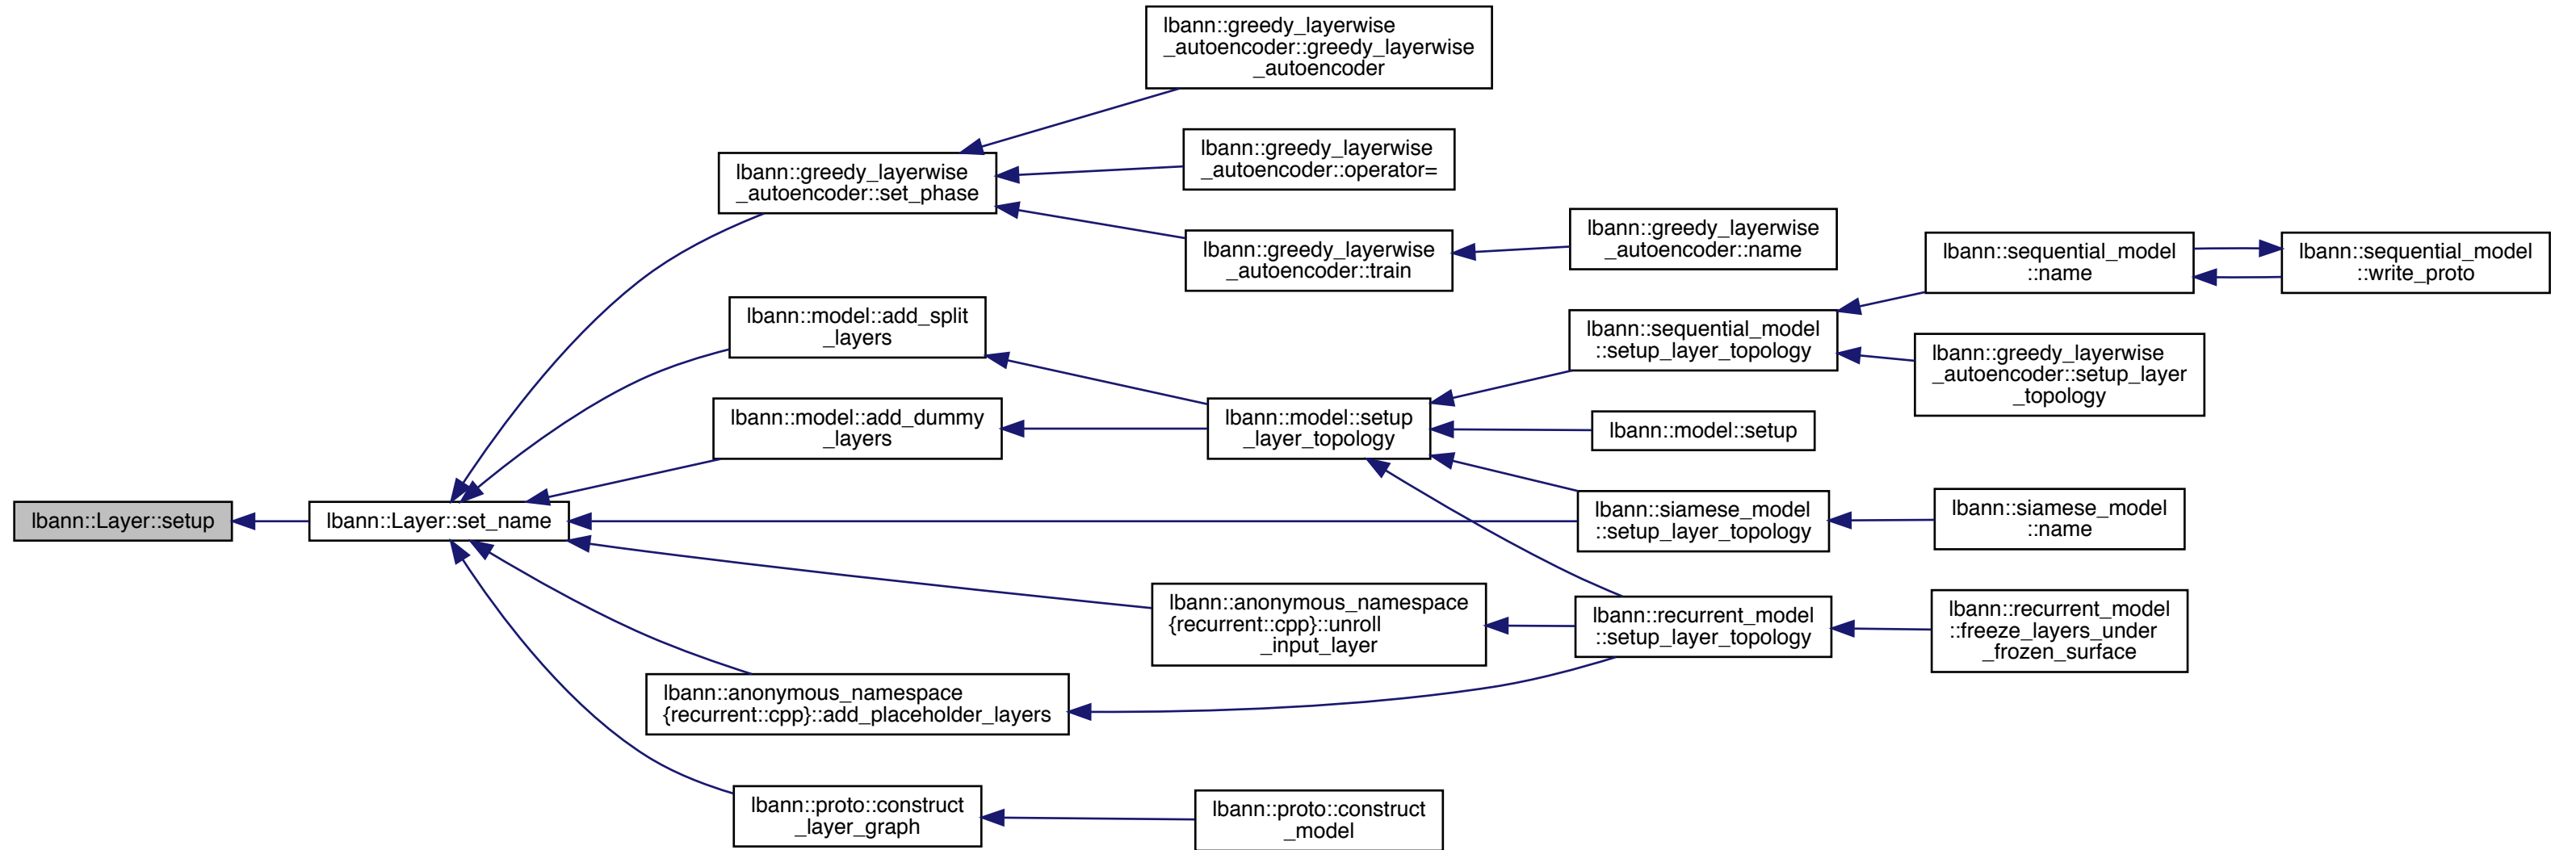 lbann::greedy_layerwise
_autoencoder::greedy_layerwise
_autoencoder
lbann::greedy_layerwise
_autoencoder::operator=
lbann::greedy_layerwise
_autoencoder::set_phase
lbann::greedy_layerwise
_autoencoder::train
lbann::greedy_layerwise
_autoencoder::name
lbann::sequential_model
::name
lbann::sequential_model
::write_proto
lbann::model::add_split
_layers
lbann::sequential_model
::setup_layer_topology
lbann::greedy_layerwise
_autoencoder::setup_layer
_topology
lbann::model::add_dummy
_layers
lbann::model::setup
_layer_topology
lbann::model::setup
lbann::Layer::setup
lbann::Layer::set_name
lbann::siamese_model
::setup_layer_topology
lbann::siamese_model
::name
lbann::anonymous_namespace
{recurrent::cpp}::unroll
_input_layer
lbann::recurrent_model
::setup_layer_topology
lbann::recurrent_model
::freeze_layers_under
_frozen_surface
lbann::anonymous_namespace
{recurrent::cpp}::add_placeholder_layers
lbann::proto::construct
_layer_graph
lbann::proto::construct
_model